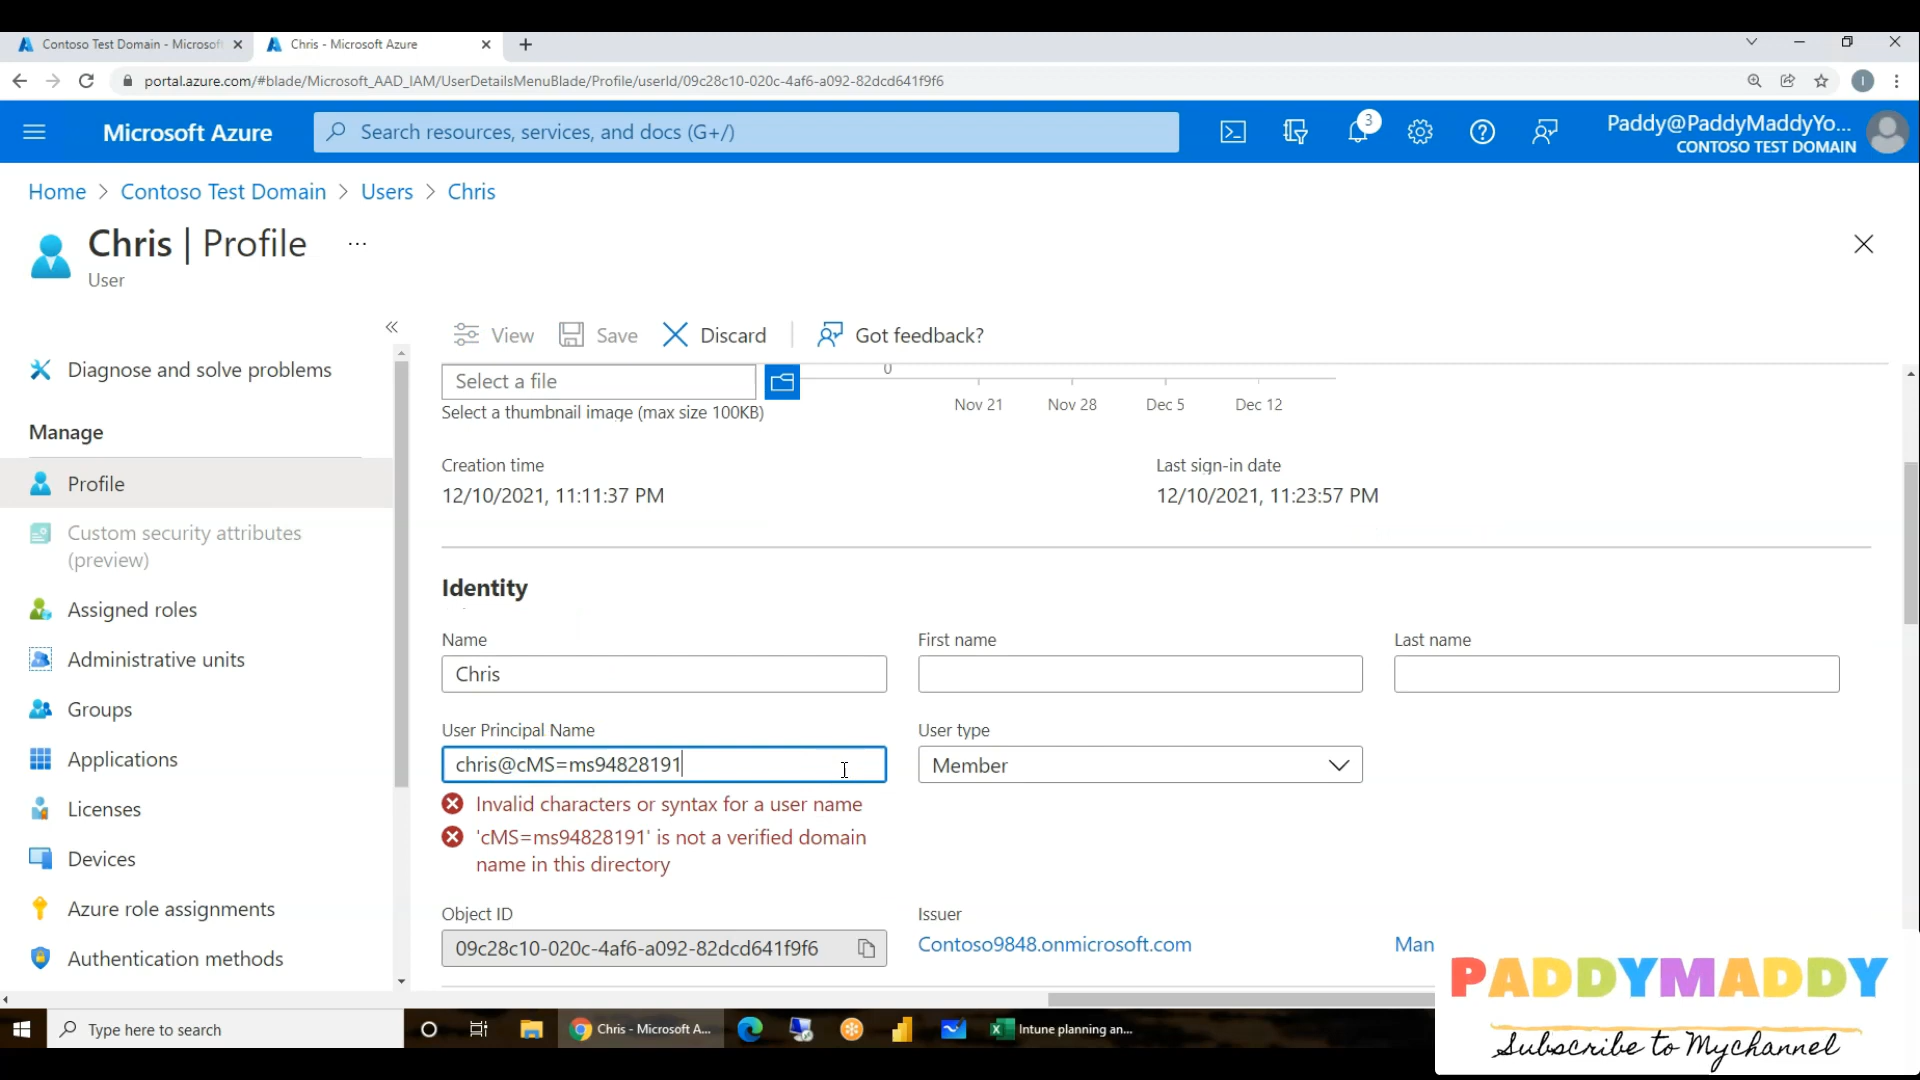 Contoto Test Domain - Microsof
Chris - Microsoft Azure
portal.azure.com/#blade/Microsoft_AAD_IAM/UserDetailsMenuBlade/Profile/userId/09c28c10-020c-4af6-a092-82dcd641f9f6
I
Microsoft Azure
Search resources, services, and docs (G+/)
3
Paddy@PaddyMaddyYo...
CONTOSO TEST DOMAIN
Home > Contoso Test Domain > Users > Chris
Chris | Profile ...
User
Diagnose and solve problems
Manage
Profile
Custom security attributes
(preview)
Assigned roles
Administrative units
Groups
Applications
Licenses
Devices
Azure role assignments
Authentication methods
View Save Discard Got feedback?
Select a file
Select a thumbnail image (max size 100KB)
0
Nov 21 Nov 28 Dec 5 Dec 12
Creation time
12/10/2021, 11:11:37 PM
Last sign-in date
12/10/2021, 11:23:57 PM
Identity
Name
Chris
First name
Last name
User Principal Name
chris@cMS=ms94828191
User type
Member
Invalid characters or syntax for a user name
'cMS=ms94828191' is not a verified domain
name in this directory
Object ID
09c28c10-020c-4af6-a092-82dcd641f9f6
Issuer
Contoso9848.onmicrosoft.com
Man
PADDYMADDY
Subscribe to Mychannel
Type here to search
Chris - Microsoft A...
Intune planning an...